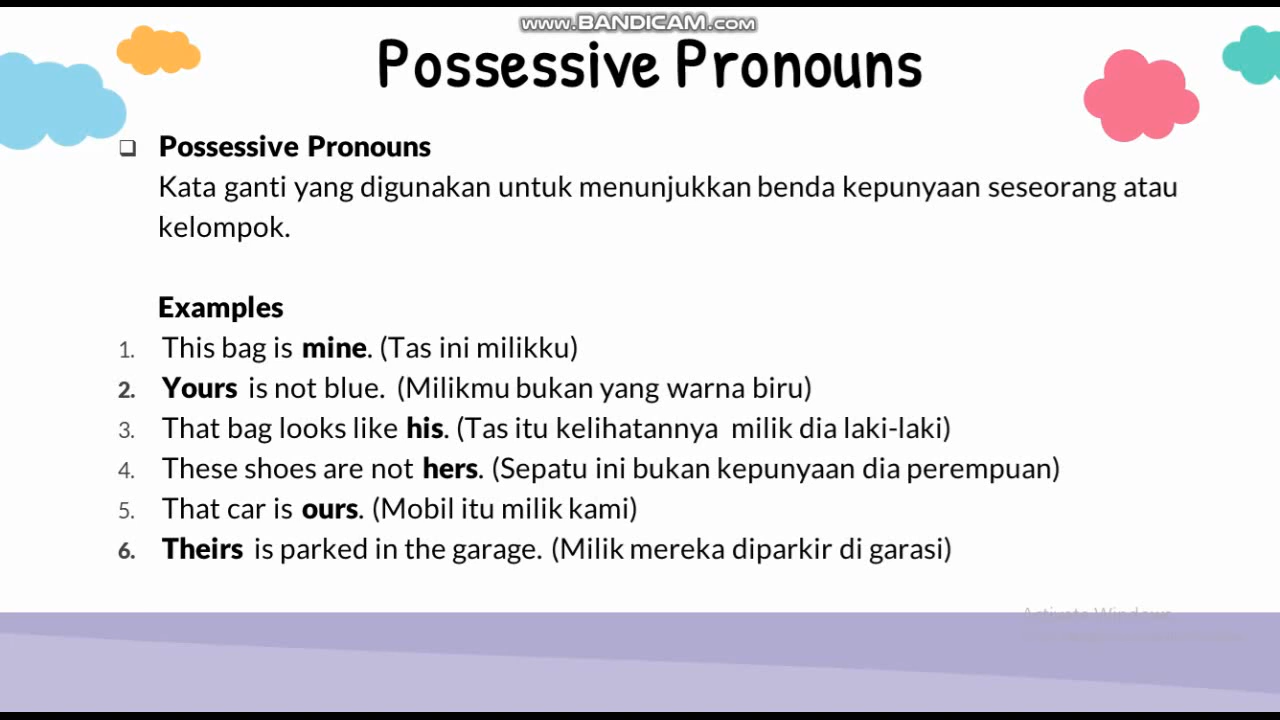 www.BANDICAM.com
Possessive Pronouns
❑ Possessive Pronouns
Kata ganti yang digunakan untuk menunjukkan benda kepunyaan seseorang atau
kelompok.
Examples
1. This bag is mine. (Tas ini milikku)
2. Yours is not blue. (Milikmu bukan yang warna biru)
3. That bag looks like his. (Tas itu kelihatannya milik dia laki-laki)
4. These shoes are not hers. (Sepatu ini bukan kepunyaan dia perempuan)
5. That car is ours. (Mobil itu milik kami)
6. Theirs is parked in the garage. (Milik mereka diparkir di garasi)
Activate Windows